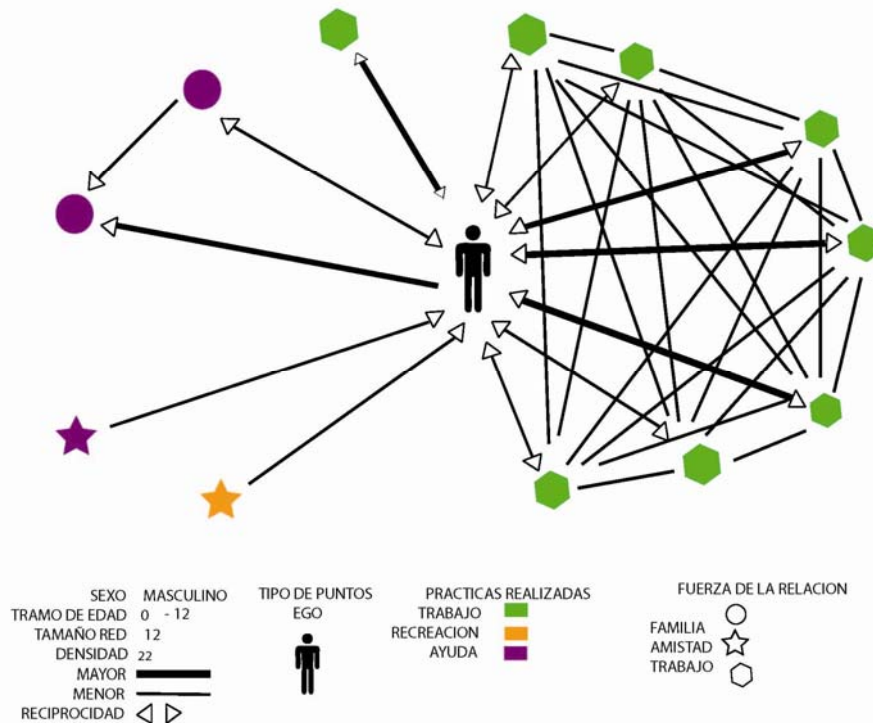 SEXO MASCULINO
TRAMO DE EDAD 0 - 12
TAMAÑO RED 12
DENSIDAD 22
MAYOR
MENOR
RECIPROCIDAD
TIPO DE PUNTOS
EGO
PRACTICAS REALIZADAS
TRABAJO
RECREACION
AYUDA
FUERZA DE LA RELACION
FAMILIA
AMISTAD
TRABAJO